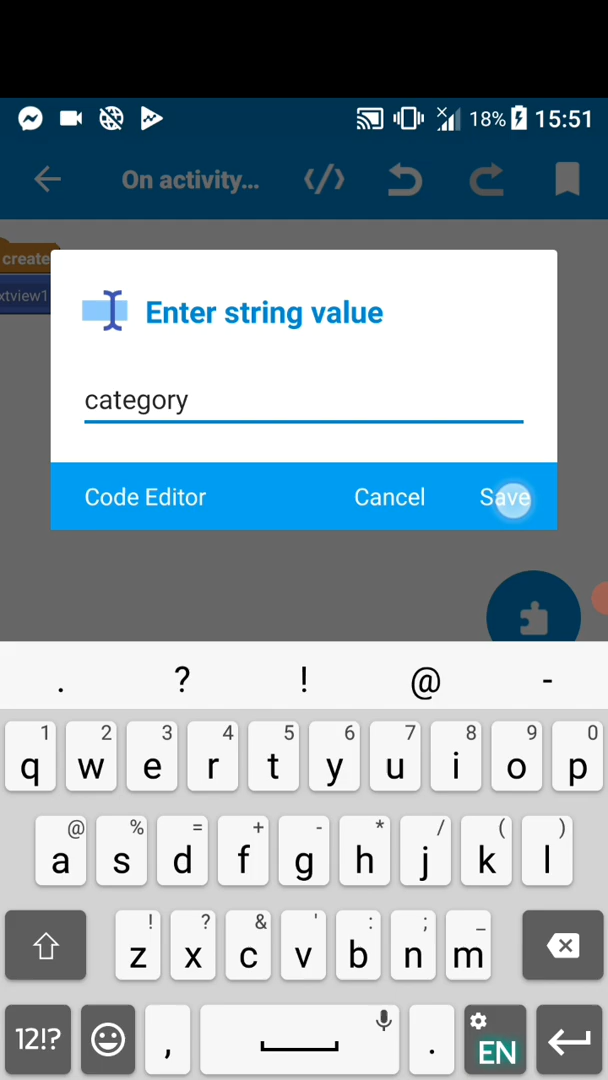 18% 15:51
On activity...
create
xtview1
Enter string value
category
Code Editor Cancel Save
. ? ! @ -
1 2 3 4 5 6 7 8 9 0
q w e r t y u i o p
@ % = + - * / ( )
a s d f g h j k l
! ? & ' : ; _
z x c v b n m
12!? , . EN